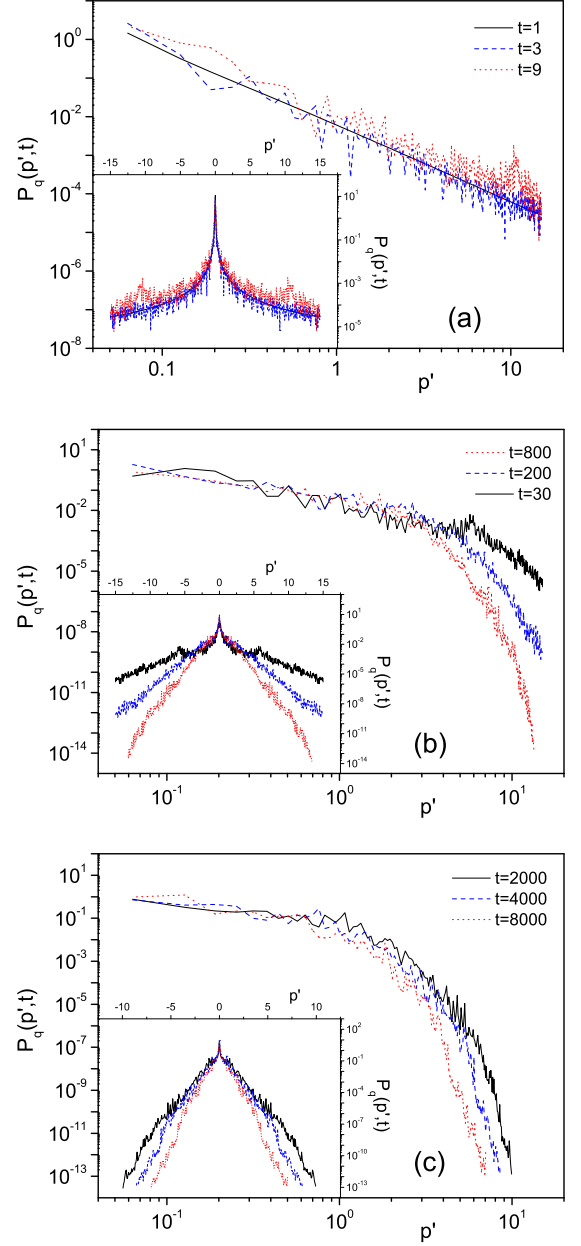 10^0
10^-2
10^-4
10^-6
10^-8
P_q(p',t)
t=1
t=3
t=9
p'
-15 -10 -5 0 5 10 15
10^1
10^-1
10^-3
10^-5
P_q(p',t)
(a)
0.1 1 10
p'
10^1
10^-2
10^-5
10^-8
10^-11
10^-14
P_q(p',t)
t=800
t=200
t=30
p'
-15 -10 -5 0 5 10 15
10^1
10^-2
10^-5
10^-8
10^-11
10^-14
P_q(p',t)
(b)
10^-1 10^0 10^1
p'
10^1
10^-1
10^-3
10^-5
10^-7
10^-9
10^-11
10^-13
P_q(p',t)
t=2000
t=4000
t=8000
p'
-10 -5 0 5 10
10^2
10^-1
10^-4
10^-7
10^-10
10^-13
P_q(p',t)
(c)
10^-1 10^0 10^1
p'